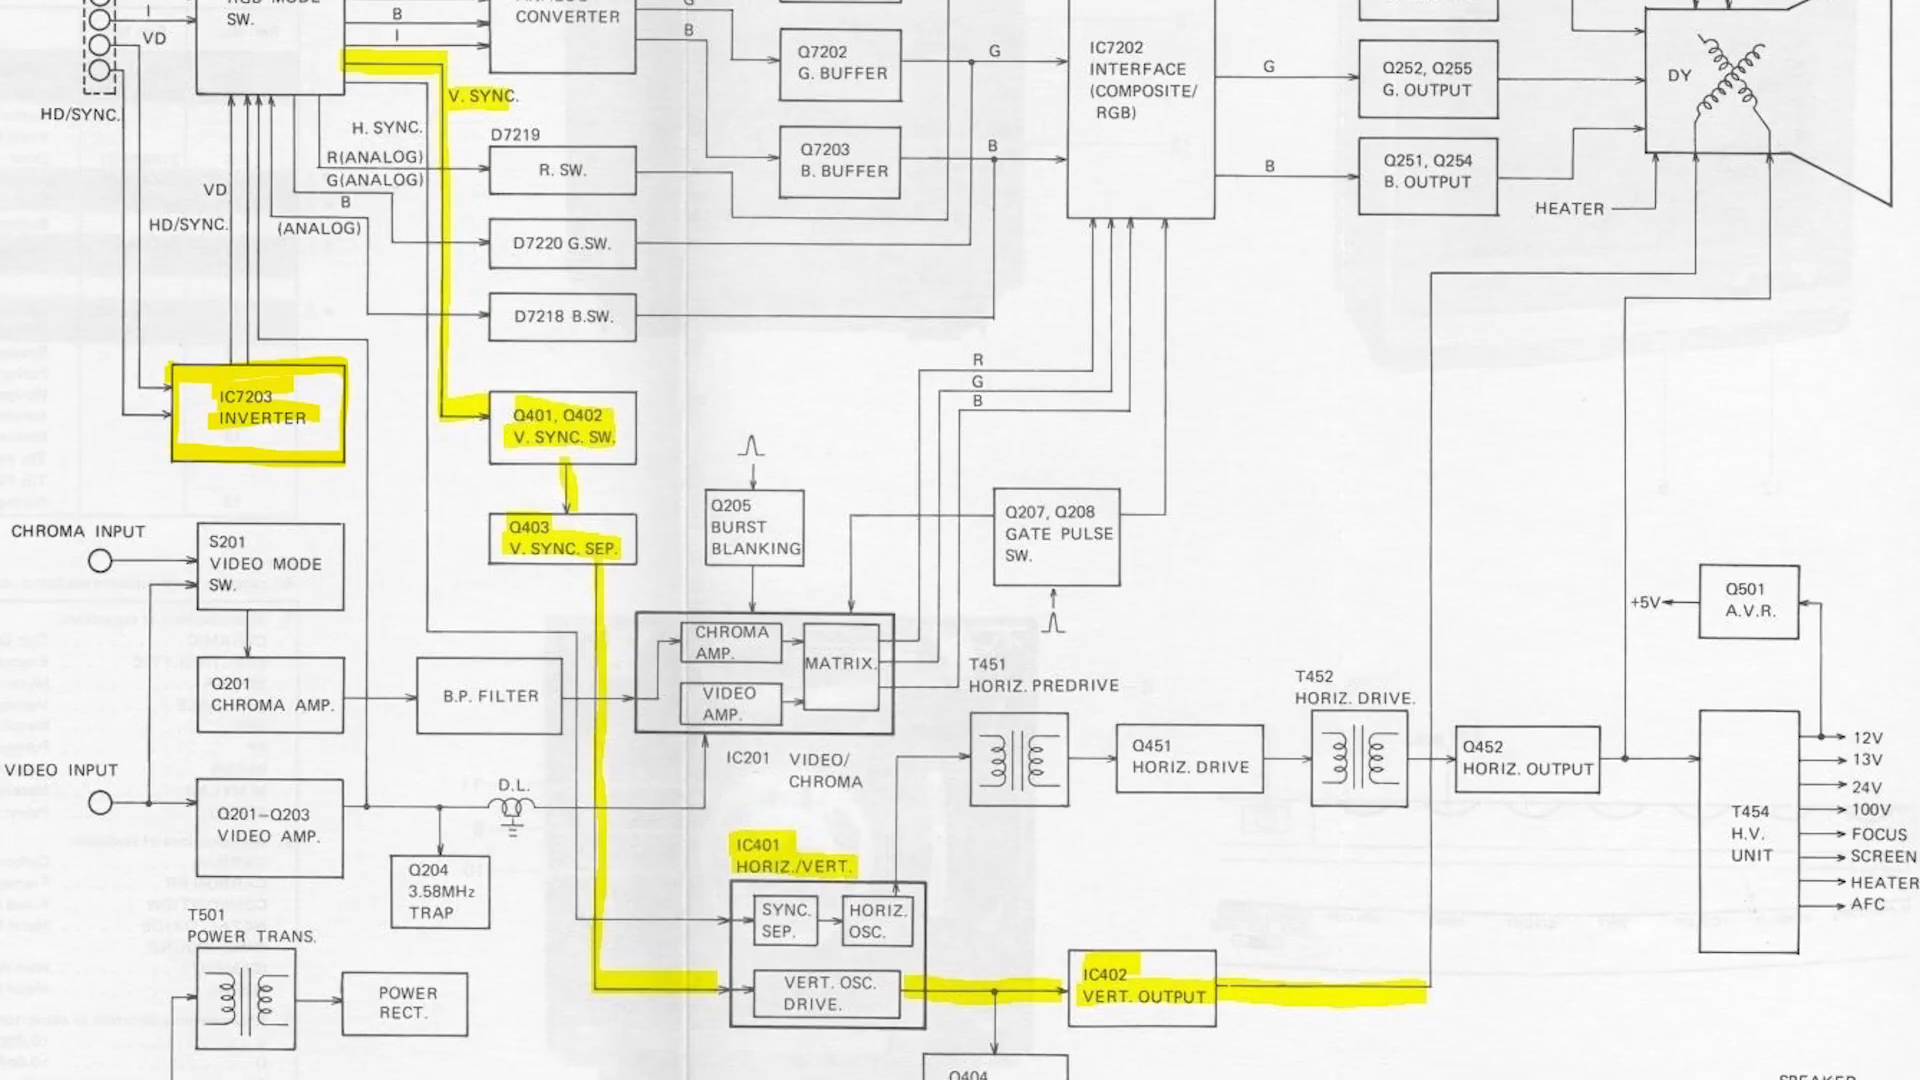 I
VD
HD/SYNC.
SW.
B
I
CONVERTER
V. SYNC.
H. SYNC.
R(ANALOG)
G(ANALOG)
B
(ANALOG)
VD
HD/SYNC.
D7219
R. SW.
D7220 G.SW.
D7218 B.SW.
G
B
Q7202
G. BUFFER
Q7203
B. BUFFER
G
B
IC7202
INTERFACE
(COMPOSITE/
RGB)
G
B
Q252, Q255
G. OUTPUT
Q251, Q254
B. OUTPUT
DY
HEATER
IC7203
INVERTER
Q401, Q402
V. SYNC. SW.
Q403
V. SYNC. SEP.
R
G
B
Q205
BURST
BLANKING
Q207, Q208
GATE PULSE
SW.
CHROMA INPUT
S201
VIDEO MODE
SW.
Q201
CHROMA AMP.
B.P. FILTER
CHROMA
AMP.
VIDEO
AMP.
MATRIX.
IC201 VIDEO/
CHROMA
VIDEO INPUT
Q201–Q203
VIDEO AMP.
D.L.
Q204
3.58MHz
TRAP
T451
HORIZ. PREDRIVE
Q451
HORIZ. DRIVE
T452
HORIZ. DRIVE.
Q452
HORIZ. OUTPUT
+5V
Q501
A.V.R.
T454
H.V.
UNIT
12V
13V
24V
100V
FOCUS
SCREEN
HEATER
AFC
IC401
HORIZ./VERT.
SYNC.
SEP.
HORIZ.
OSC.
VERT. OSC.
DRIVE.
IC402
VERT. OUTPUT
T501
POWER TRANS.
POWER
RECT.
Q404